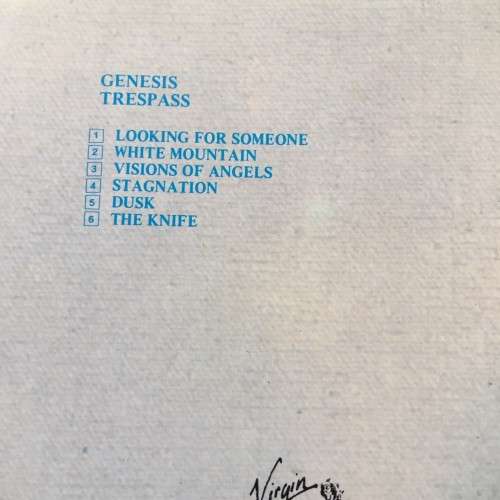 GENESIS
TRESPASS
1 LOOKING FOR SOMEONE
2 WHITE MOUNTAIN
3 VISIONS OF ANGELS
4 STAGNATION
5 DUSK
6 THE KNIFE
Virgin